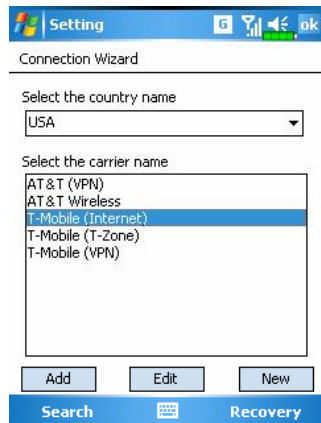 Setting
G
ok
Connection Wizard
Select the country name
USA
Select the carrier name
AT&T (VPN)
AT&T Wireless
T-Mobile (Internet)
T-Mobile (T-Zone)
T-Mobile (VPN)
Add Edit New
Search Recovery